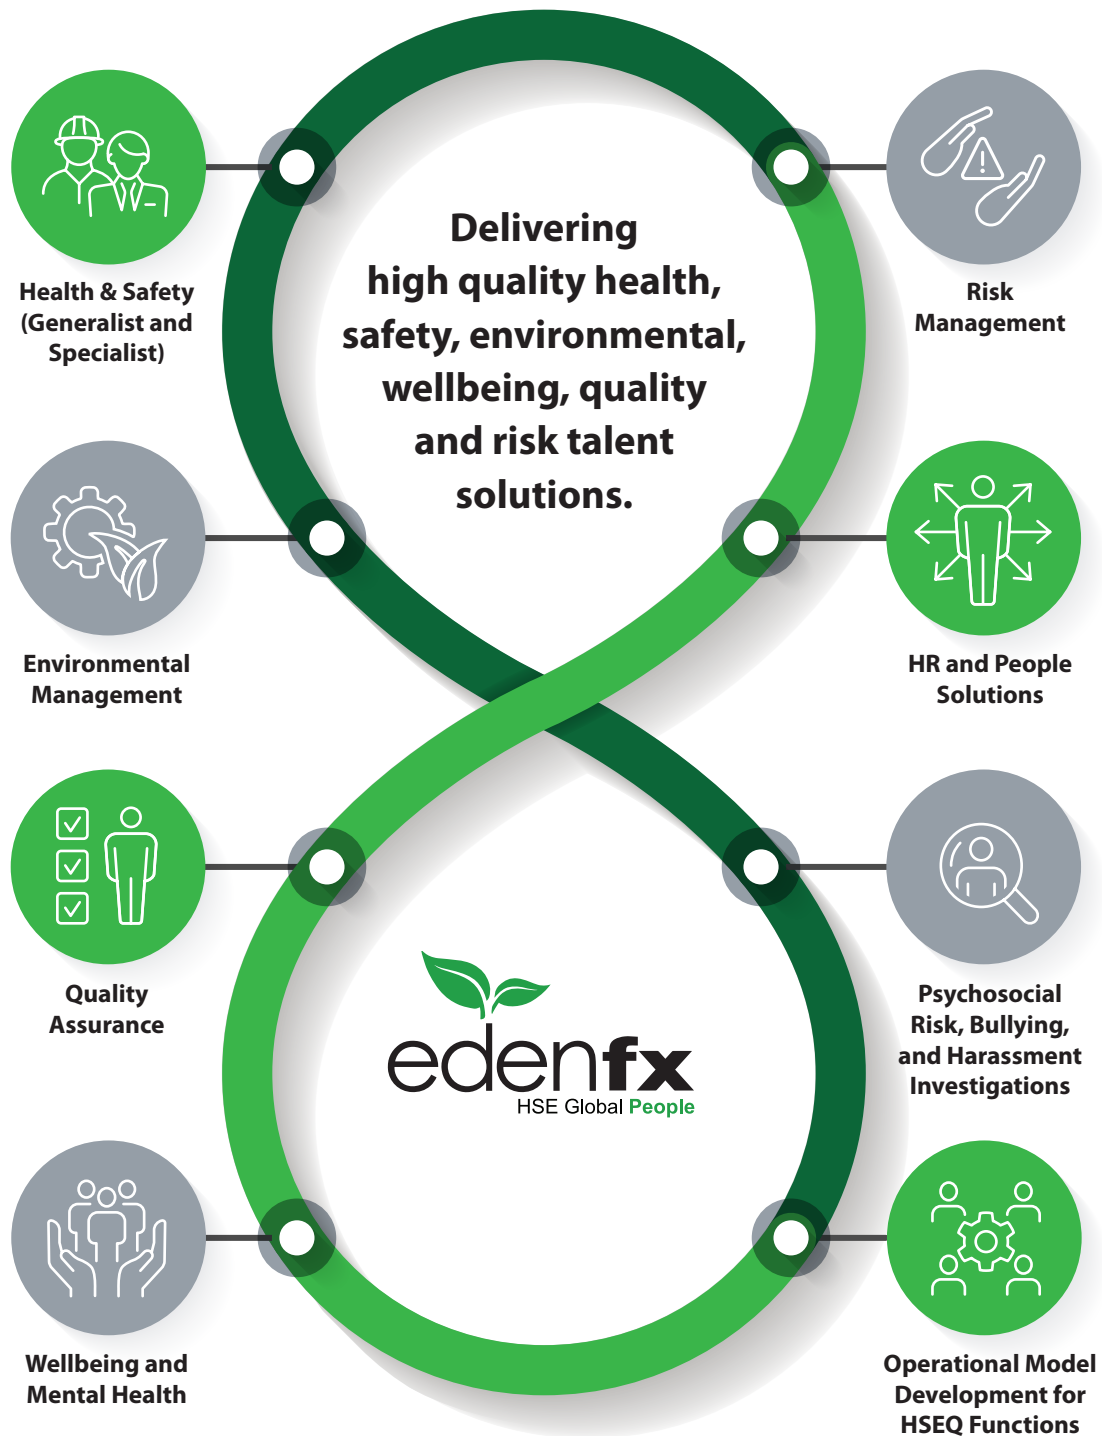 Delivering
high quality health,
safety, environmental,
wellbeing, quality
and risk talent
solutions.
Health & Safety
(Generalist and
Specialist)
Risk
Management
Environmental
Management
HR and People
Solutions
Quality
Assurance
Psychosocial
Risk, Bullying,
and Harassment
Investigations
edenfx
HSE Global People
Wellbeing and
Mental Health
Operational Model
Development for
HSEQ Functions